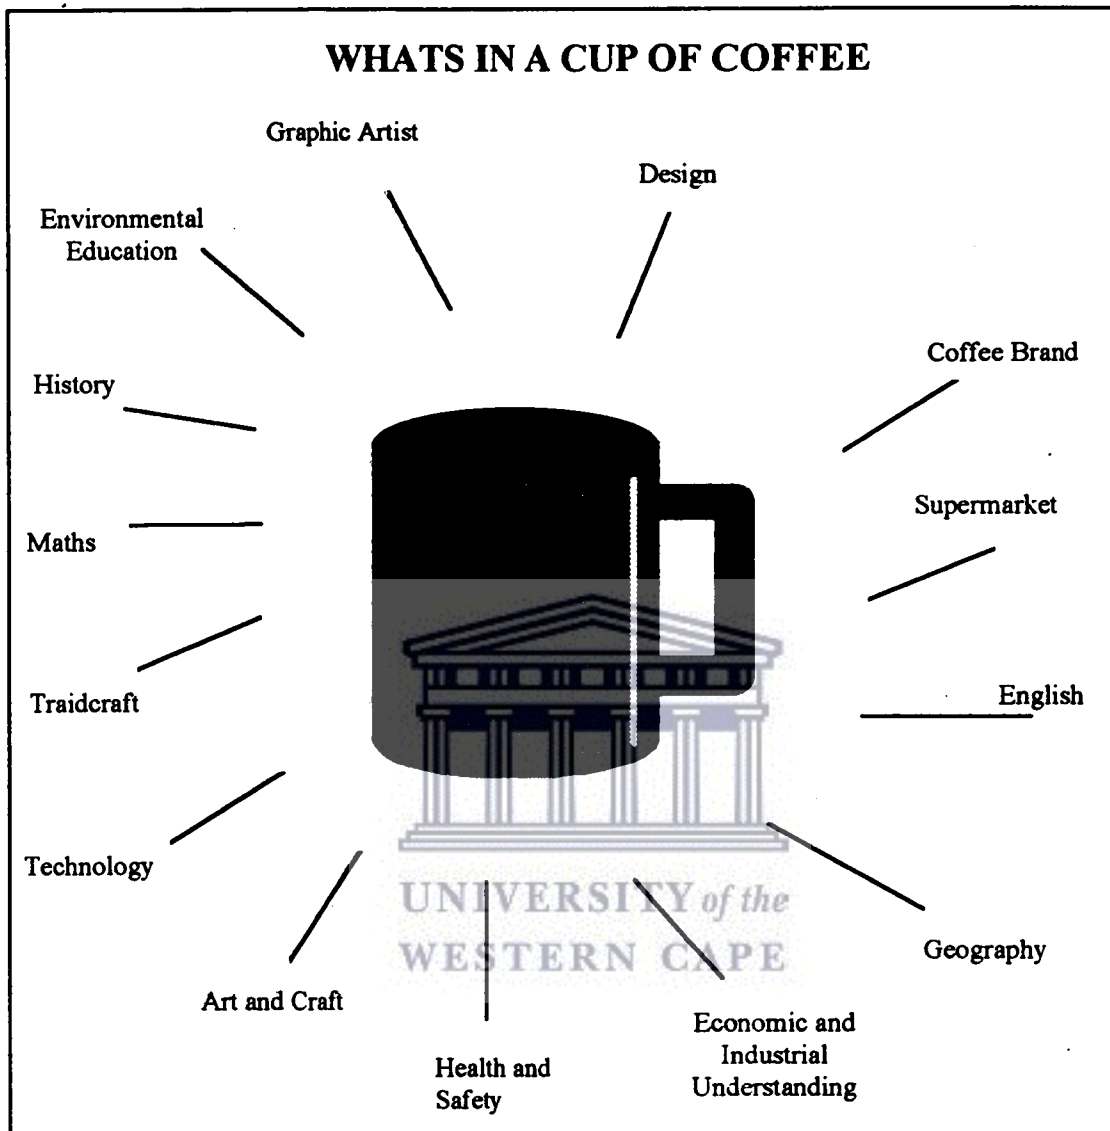 WHATS IN A CUP OF COFFEE
Graphic Artist
Design
Environmental
Education
Coffee Brand
History
Supermarket
Maths
English
Traidcraft
Technology
UNIVERSITY of the
WESTERN CAPE
Geography
Art and Craft
Economic and
Industrial
Understanding
Health and
Safety